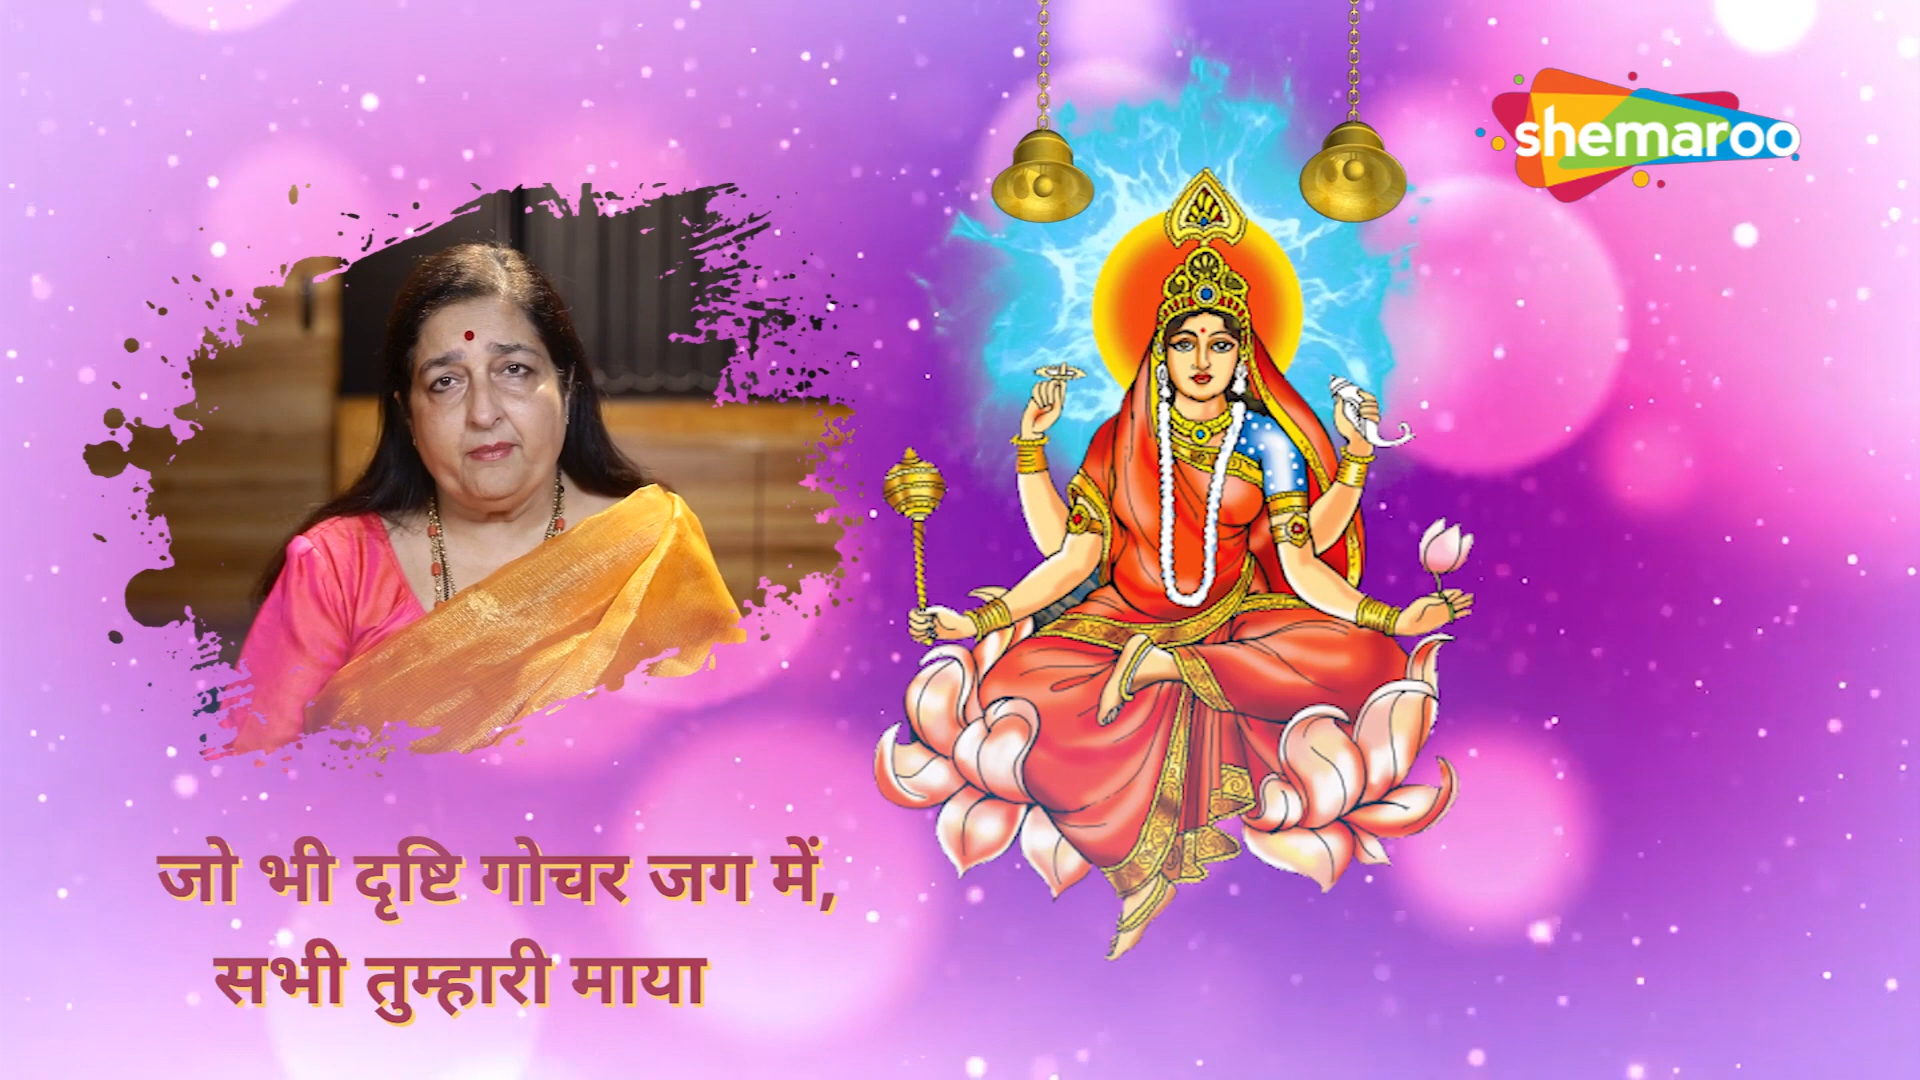 shemaroo
जो भी दृष्टि गोचर जग में,
सभी तुम्हारी माया